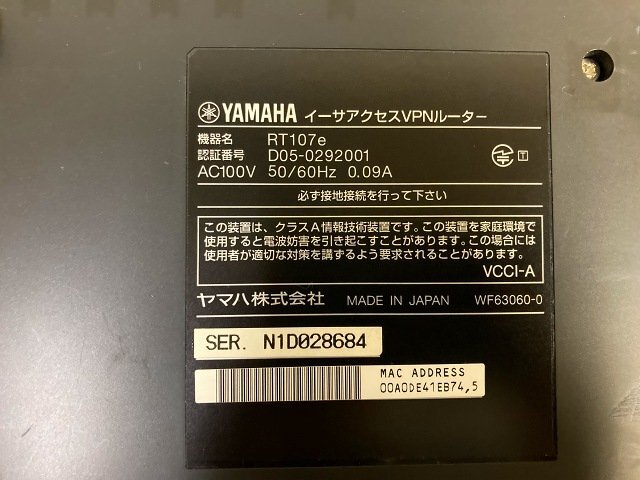 YAMAHA イーサアクセスVPNルーター
機器名 RT107e
認証番号 D05-0292001
T
AC100V 50/60Hz 0.09A
必ず接地接続を行って下さい
この装置は、クラスA情報技術装置です。この装置を家庭環境で
使用すると電波妨害を引き起こすことがあります。この場合には
使用者が適切な対策を講ずるよう要求されることがあります。
VCCI-A
ヤマハ株式会社 MADE IN JAPAN WF63060-0
SER. N1D028684
MAC ADDRESS
00A0DE41EB74,5